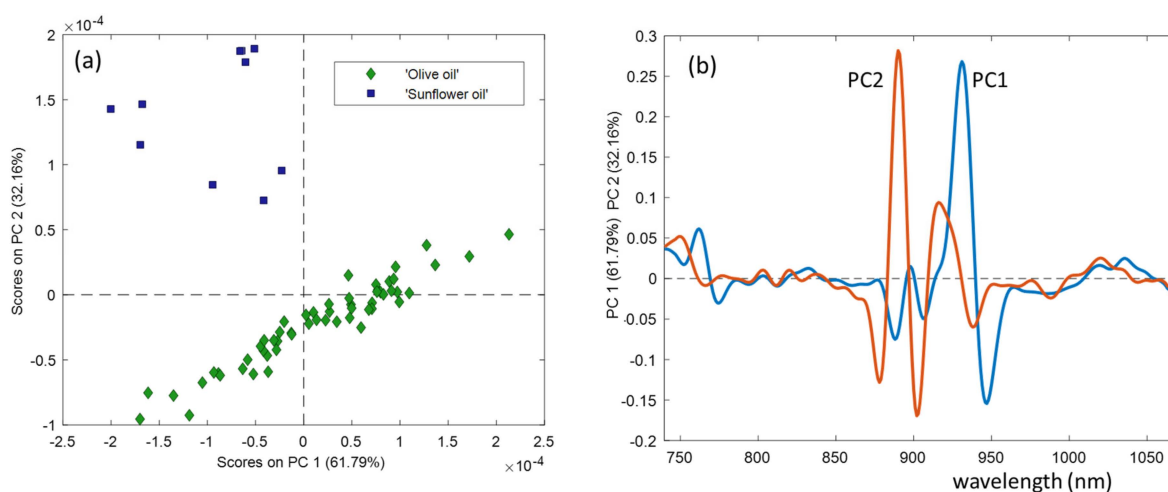 ×10⁻⁴
2
(a)
'Olive oil'
'Sunflower oil'
1.5
1
0.5
0
-0.5
-1
Scores on PC 2 (32.16%)
-2.5 -2 -1.5 -1 -0.5 0 0.5 1 1.5 2 2.5
Scores on PC 1 (61.79%)
×10⁻⁴
0.3
(b)
PC2 PC1
0.25
0.2
0.15
0.1
0.05
0
-0.05
-0.1
-0.15
-0.2
PC 1 (61.79%) PC 2 (32.16%)
750 800 850 900 950 1000 1050
wavelength (nm)